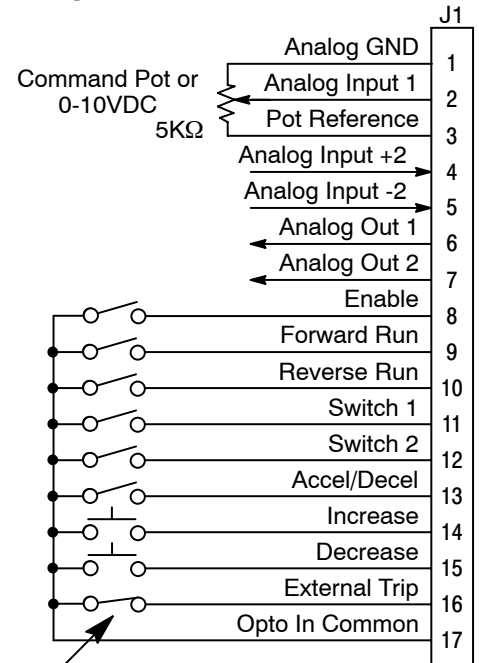 J1
Analog GND 1
Command Pot or
0-10VDC
5KΩ
Analog Input 1 2
Pot Reference 3
Analog Input +2 4
Analog Input -2 5
Analog Out 1 6
Analog Out 2 7
Enable 8
Forward Run 9
Reverse Run 10
Switch 1 11
Switch 2 12
Accel/Decel 13
Increase 14
Decrease 15
External Trip 16
Opto In Common 17